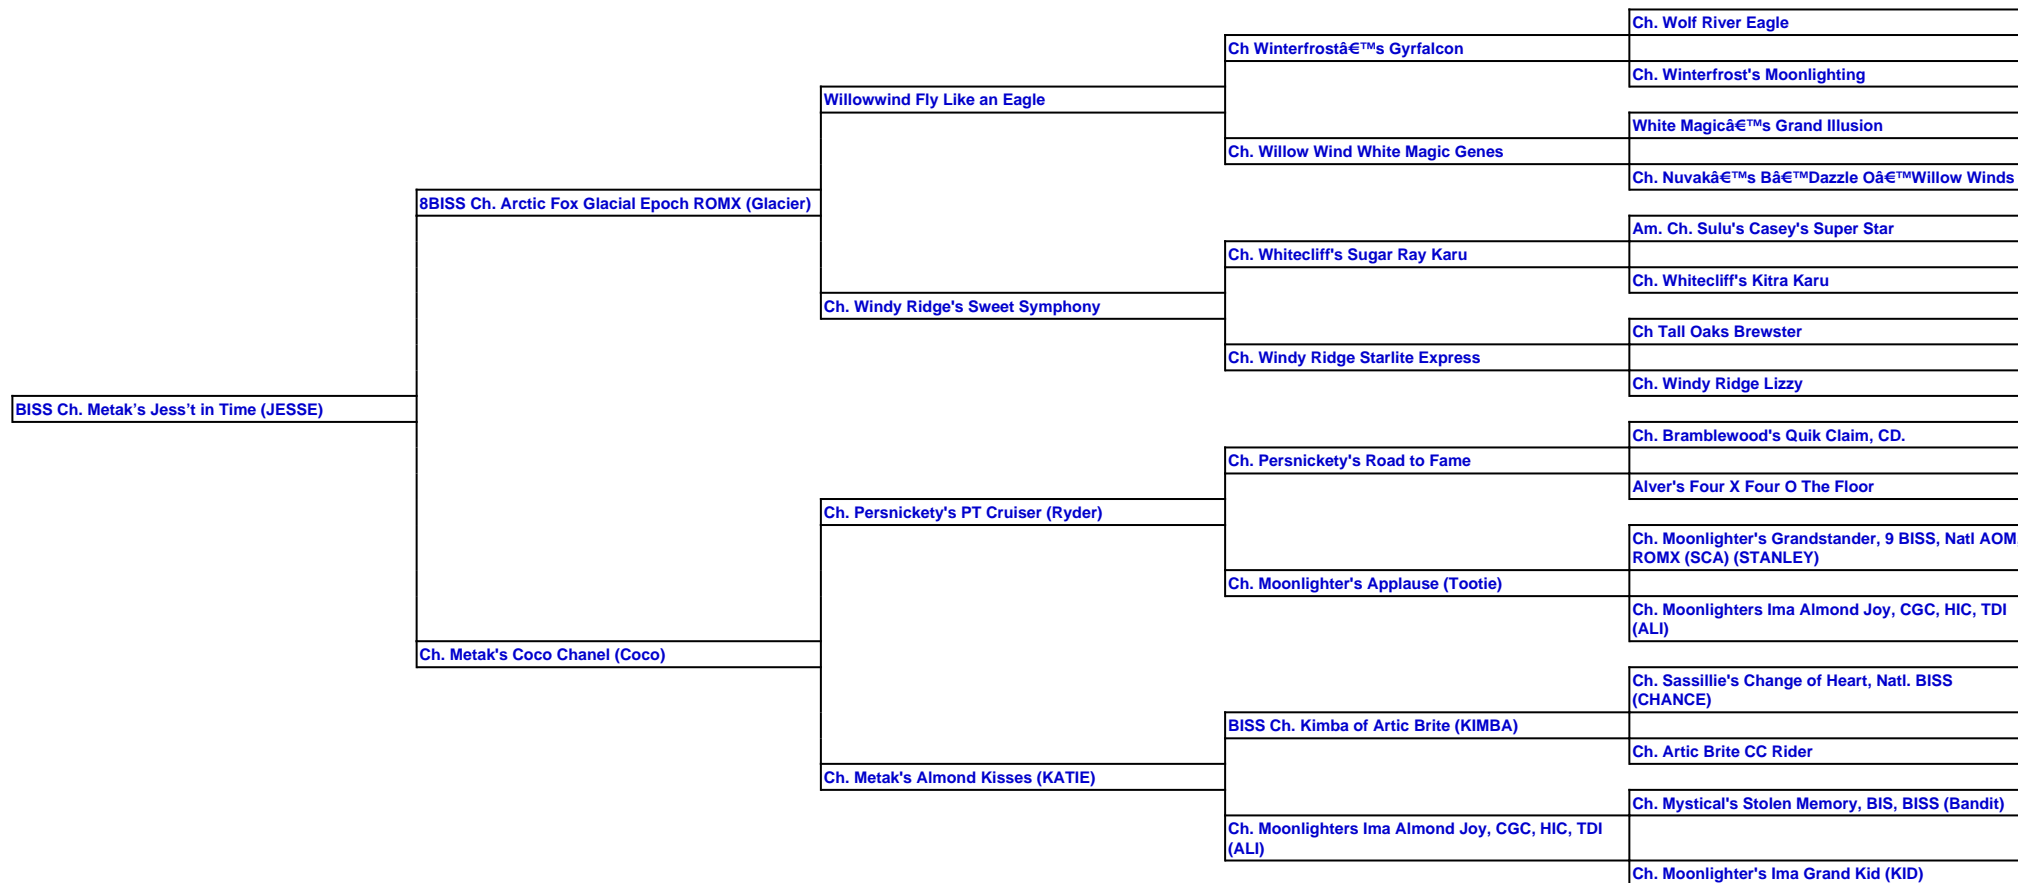 Ch. Wolf River Eagle
Ch Winterfrostâ€™s Gyrfalcon
Ch. Winterfrost's Moonlighting
Willowwind Fly Like an Eagle
White Magicâ€™s Grand Illusion
Ch. Willow Wind White Magic Genes
Ch. Nuvakâ€™s Bâ€™Dazzle Oâ€™Willow Winds
8BISS Ch. Arctic Fox Glacial Epoch ROMX (Glacier)
Am. Ch. Sulu's Casey's Super Star
Ch. Whitecliff's Sugar Ray Karu
Ch. Whitecliff's Kitra Karu
Ch. Windy Ridge's Sweet Symphony
Ch Tall Oaks Brewster
Ch. Windy Ridge Starlite Express
Ch. Windy Ridge Lizzy
BISS Ch. Metak’s Jess’t in Time (JESSE)
Ch. Bramblewood's Quik Claim, CD.
Ch. Persnickety's Road to Fame
Alver's Four X Four O The Floor
Ch. Persnickety's PT Cruiser (Ryder)
Ch. Moonlighter's Grandstander, 9 BISS, Natl AOM,
ROMX (SCA) (STANLEY)
Ch. Moonlighter's Applause (Tootie)
Ch. Moonlighters Ima Almond Joy, CGC, HIC, TDI
(ALI)
Ch. Metak's Coco Chanel (Coco)
Ch. Sassillie's Change of Heart, Natl. BISS
(CHANCE)
BISS Ch. Kimba of Artic Brite (KIMBA)
Ch. Artic Brite CC Rider
Ch. Metak's Almond Kisses (KATIE)
Ch. Mystical's Stolen Memory, BIS, BISS (Bandit)
Ch. Moonlighters Ima Almond Joy, CGC, HIC, TDI
(ALI)
Ch. Moonlighter's Ima Grand Kid (KID)